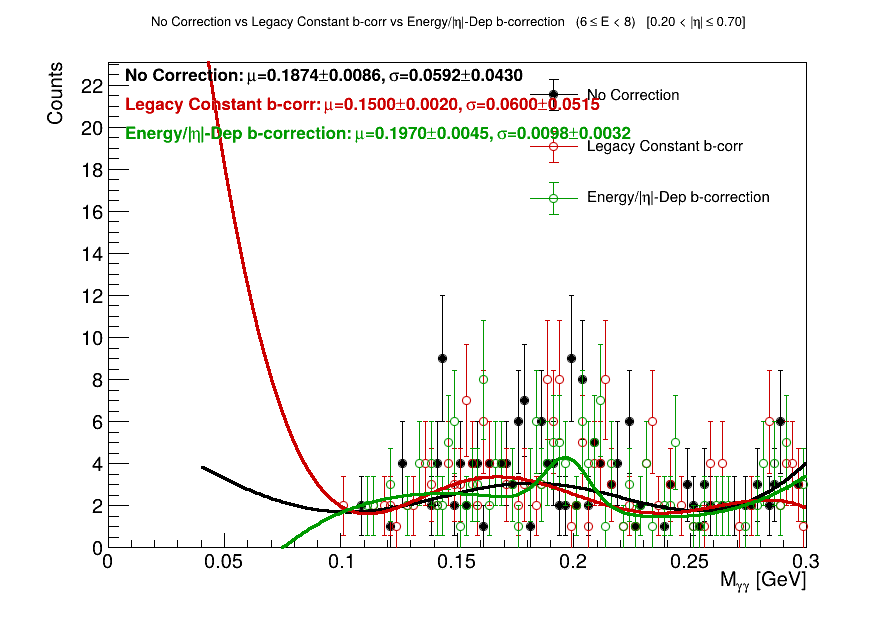 No Correction vs Legacy Constant b-corr vs Energy/|η|-Dep b-correction (6 ≤ E < 8) [0.20 < |η| ≤ 0.70]
No Correction: μ=0.1874±0.0086, σ=0.0592±0.0430
Legacy Constant b-corr: μ=0.1500±0.0020, σ=0.0600±0.0515
Energy/|η|-Dep b-correction: μ=0.1970±0.0045, σ=0.0098±0.0032
No Correction
Legacy Constant b-corr
Energy/|η|-Dep b-correction
Counts
22
20
18
16
14
12
10
8
6
4
2
0
0 0.05 0.1 0.15 0.2 0.25 0.3
Mγγ [GeV]